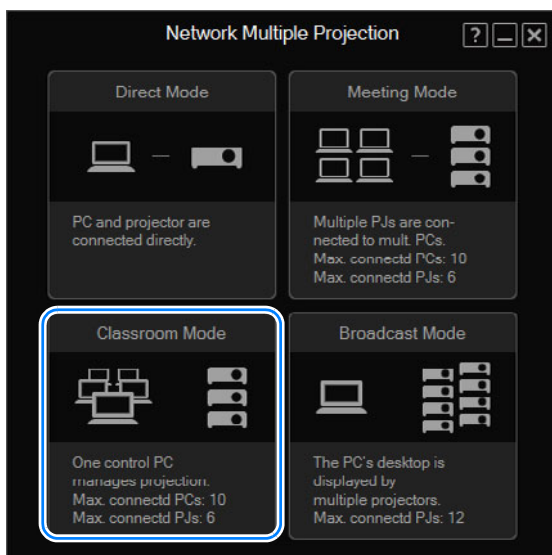 Network Multiple Projection
?
Direct Mode
PC and projector are
connected directly.
Meeting Mode
Multiple PJs are con-
nected to mult. PCs.
Max. connectd PCs: 10
Max. connectd PJs: 6
Classroom Mode
One control PC
manages projection.
Max. connectd PCs: 10
Max. connectd PJs: 6
Broadcast Mode
The PC's desktop is
displayed by
multiple projectors.
Max. connectd PJs: 12